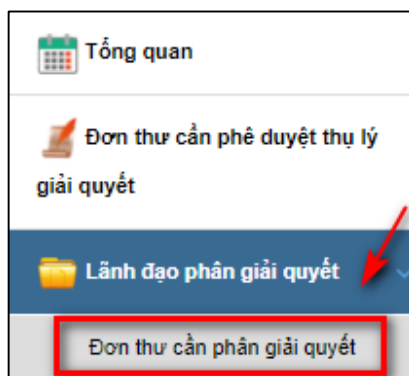 Tổng quan
Đơn thư cần phê duyệt thụ lý
giải quyết
Lãnh đạo phân giải quyết
Đơn thư cần phân giải quyết